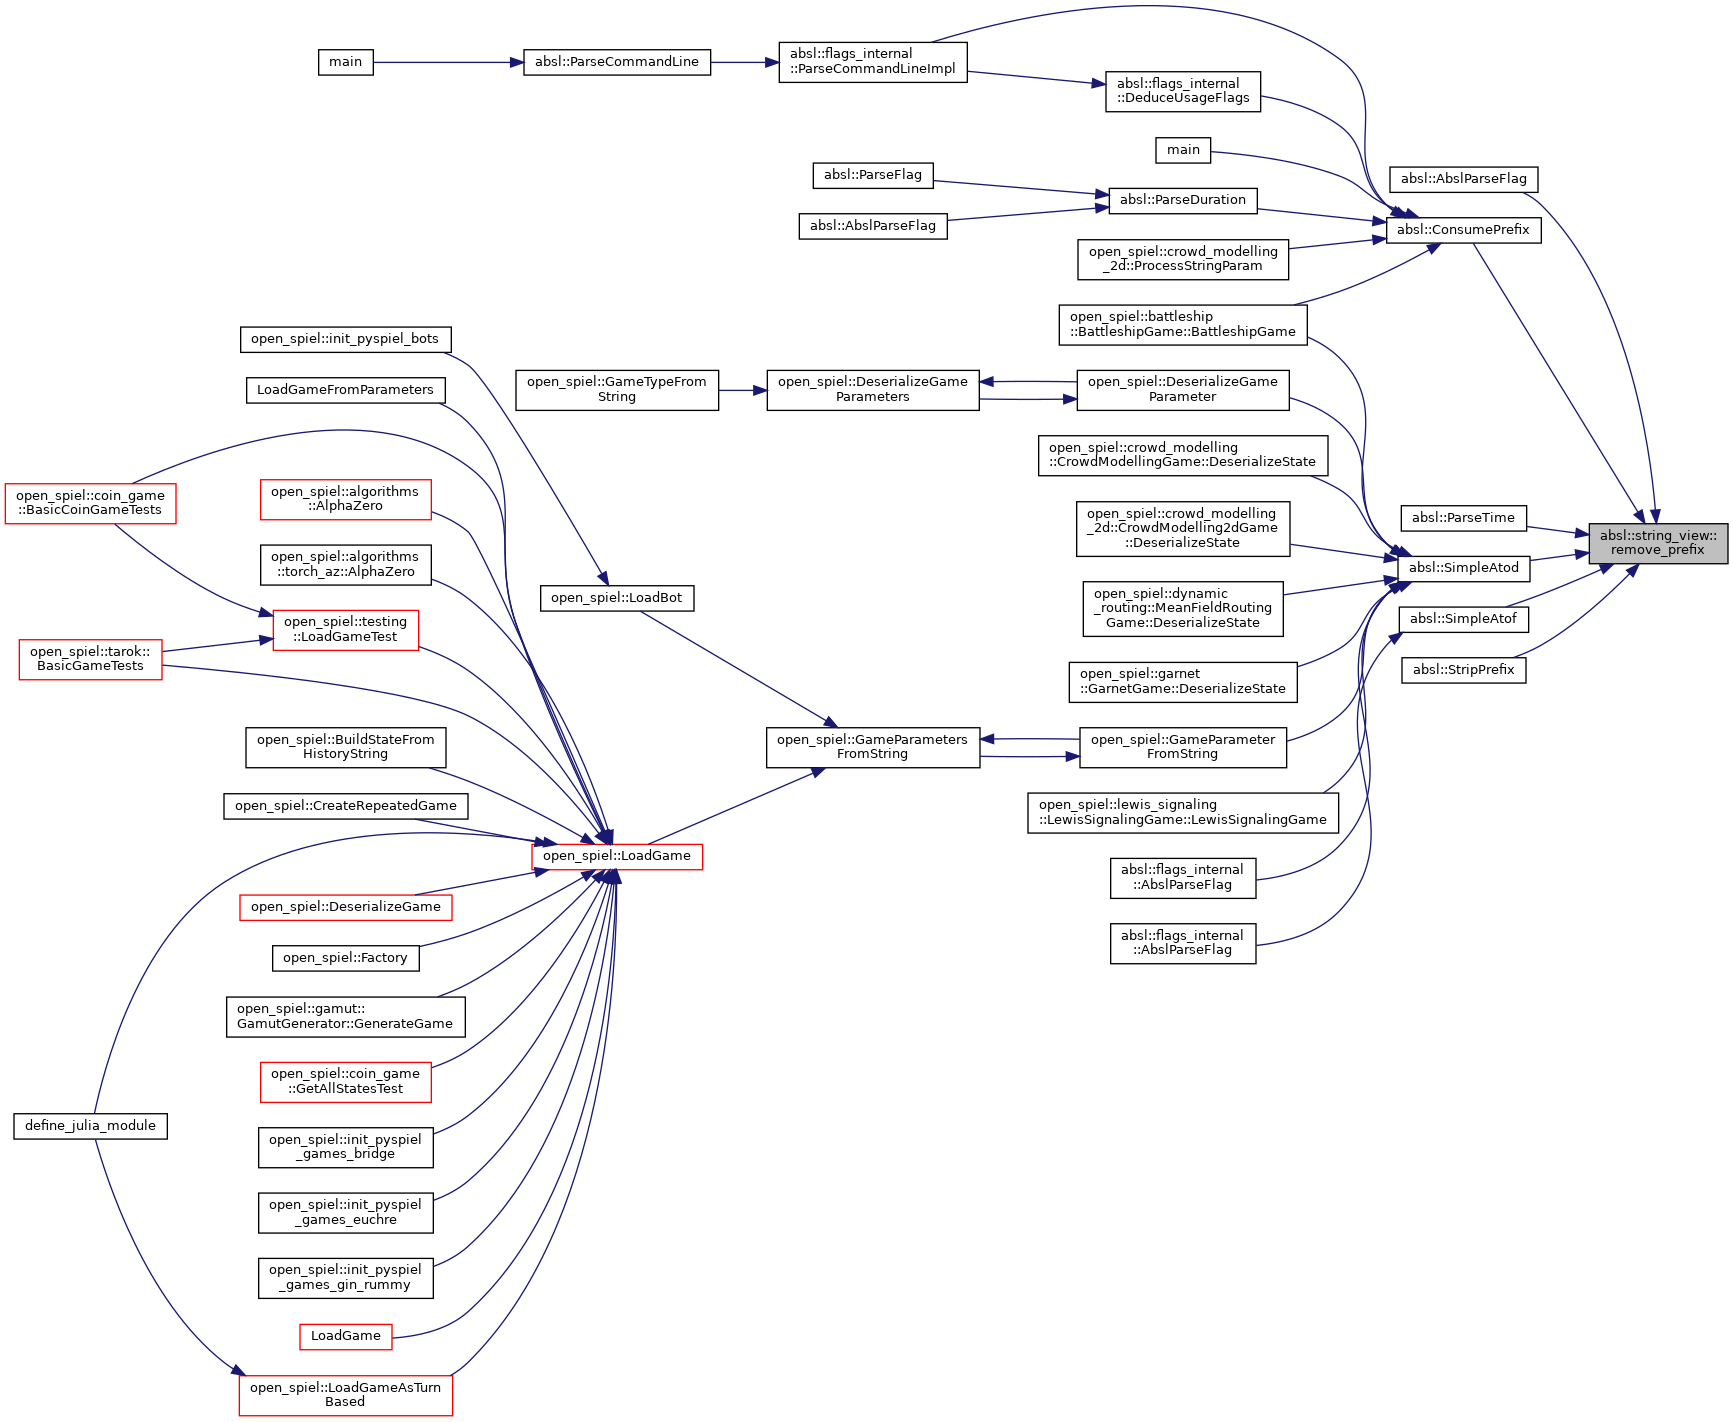 main
absl::ParseCommandLine
absl::flags_internal
::ParseCommandLineImpl
absl::flags_internal
::DeduceUsageFlags
main
absl::ParseFlag
absl::AbslParseFlag
absl::ParseDuration
absl::AbslParseFlag
absl::ConsumePrefix
open_spiel::crowd_modelling
_2d::ProcessStringParam
open_spiel::battleship
::BattleshipGame::BattleshipGame
open_spiel::init_pyspiel_bots
LoadGameFromParameters
open_spiel::GameTypeFrom
String
open_spiel::DeserializeGame
Parameters
open_spiel::DeserializeGame
Parameter
open_spiel::crowd_modelling
::CrowdModellingGame::DeserializeState
open_spiel::coin_game
::BasicCoinGameTests
open_spiel::algorithms
::AlphaZero
open_spiel::crowd_modelling
_2d::CrowdModelling2dGame
::DeserializeState
absl::ParseTime
absl::string_view::
remove_prefix
open_spiel::algorithms
::torch_az::AlphaZero
absl::SimpleAtod
open_spiel::LoadBot
open_spiel::dynamic
_routing::MeanFieldRouting
Game::DeserializeState
absl::SimpleAtof
open_spiel::testing
::LoadGameTest
open_spiel::tarok::
BasicGameTests
absl::StripPrefix
open_spiel::garnet
::GarnetGame::DeserializeState
open_spiel::BuildStateFrom
HistoryString
open_spiel::GameParameters
FromString
open_spiel::GameParameter
FromString
open_spiel::CreateRepeatedGame
open_spiel::lewis_signaling
::LewisSignalingGame::LewisSignalingGame
open_spiel::LoadGame
absl::flags_internal
::AbslParseFlag
open_spiel::DeserializeGame
absl::flags_internal
::AbslParseFlag
open_spiel::Factory
open_spiel::gamut::
GamutGenerator::GenerateGame
open_spiel::coin_game
::GetAllStatesTest
define_julia_module
open_spiel::init_pyspiel
_games_bridge
open_spiel::init_pyspiel
_games_euchre
open_spiel::init_pyspiel
_games_gin_rummy
LoadGame
open_spiel::LoadGameAsTurn
Based